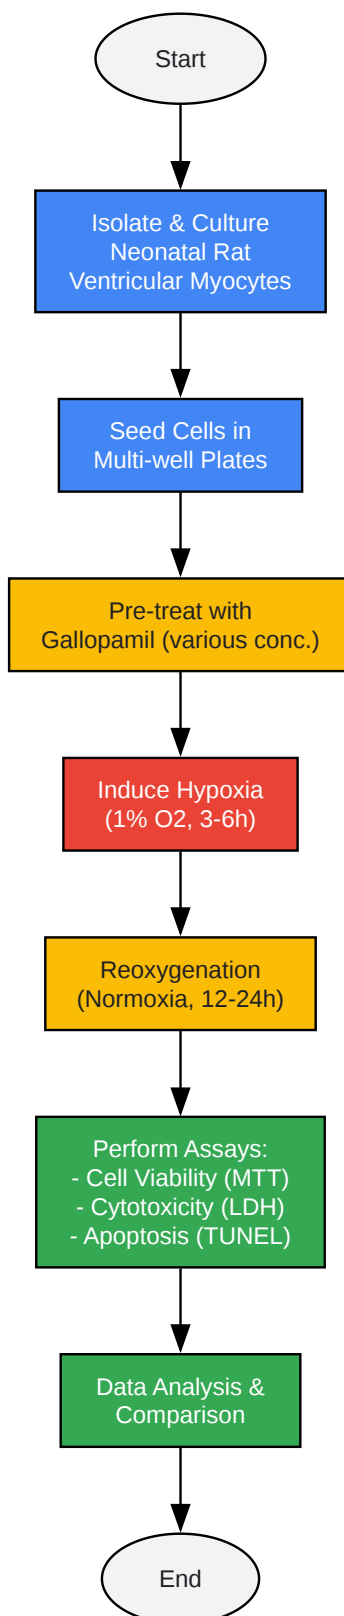 Start
Isolate & Culture
Neonatal Rat
Ventricular Myocytes
Seed Cells in
Multi-well Plates
Pre-treat with
Gallopamil (various conc.)
Induce Hypoxia
(1% O2, 3-6h)
Reoxygenation
(Normoxia, 12-24h)
Perform Assays:
- Cell Viability (MTT)
- Cytotoxicity (LDH)
- Apoptosis (TUNEL)
Data Analysis &
Comparison
End